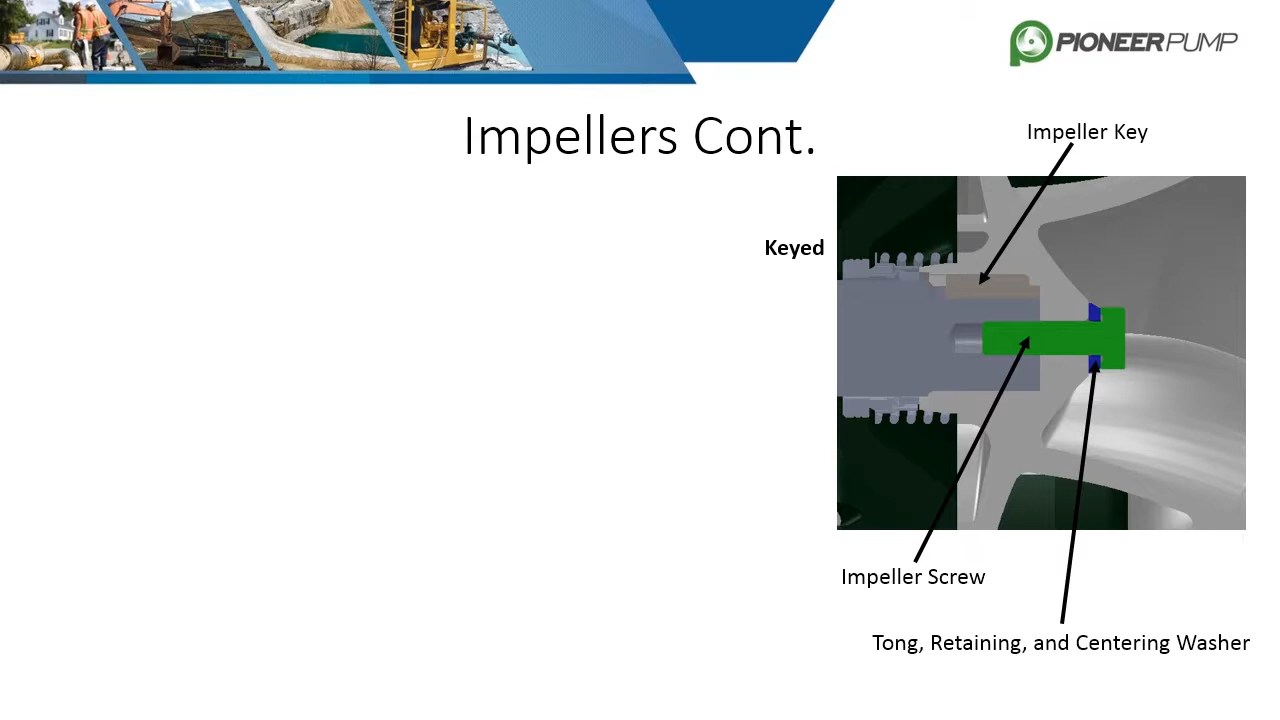 PIONEERPUMP
Impellers Cont.
Impeller Key
Keyed
Impeller Screw
Tong, Retaining, and Centering Washer